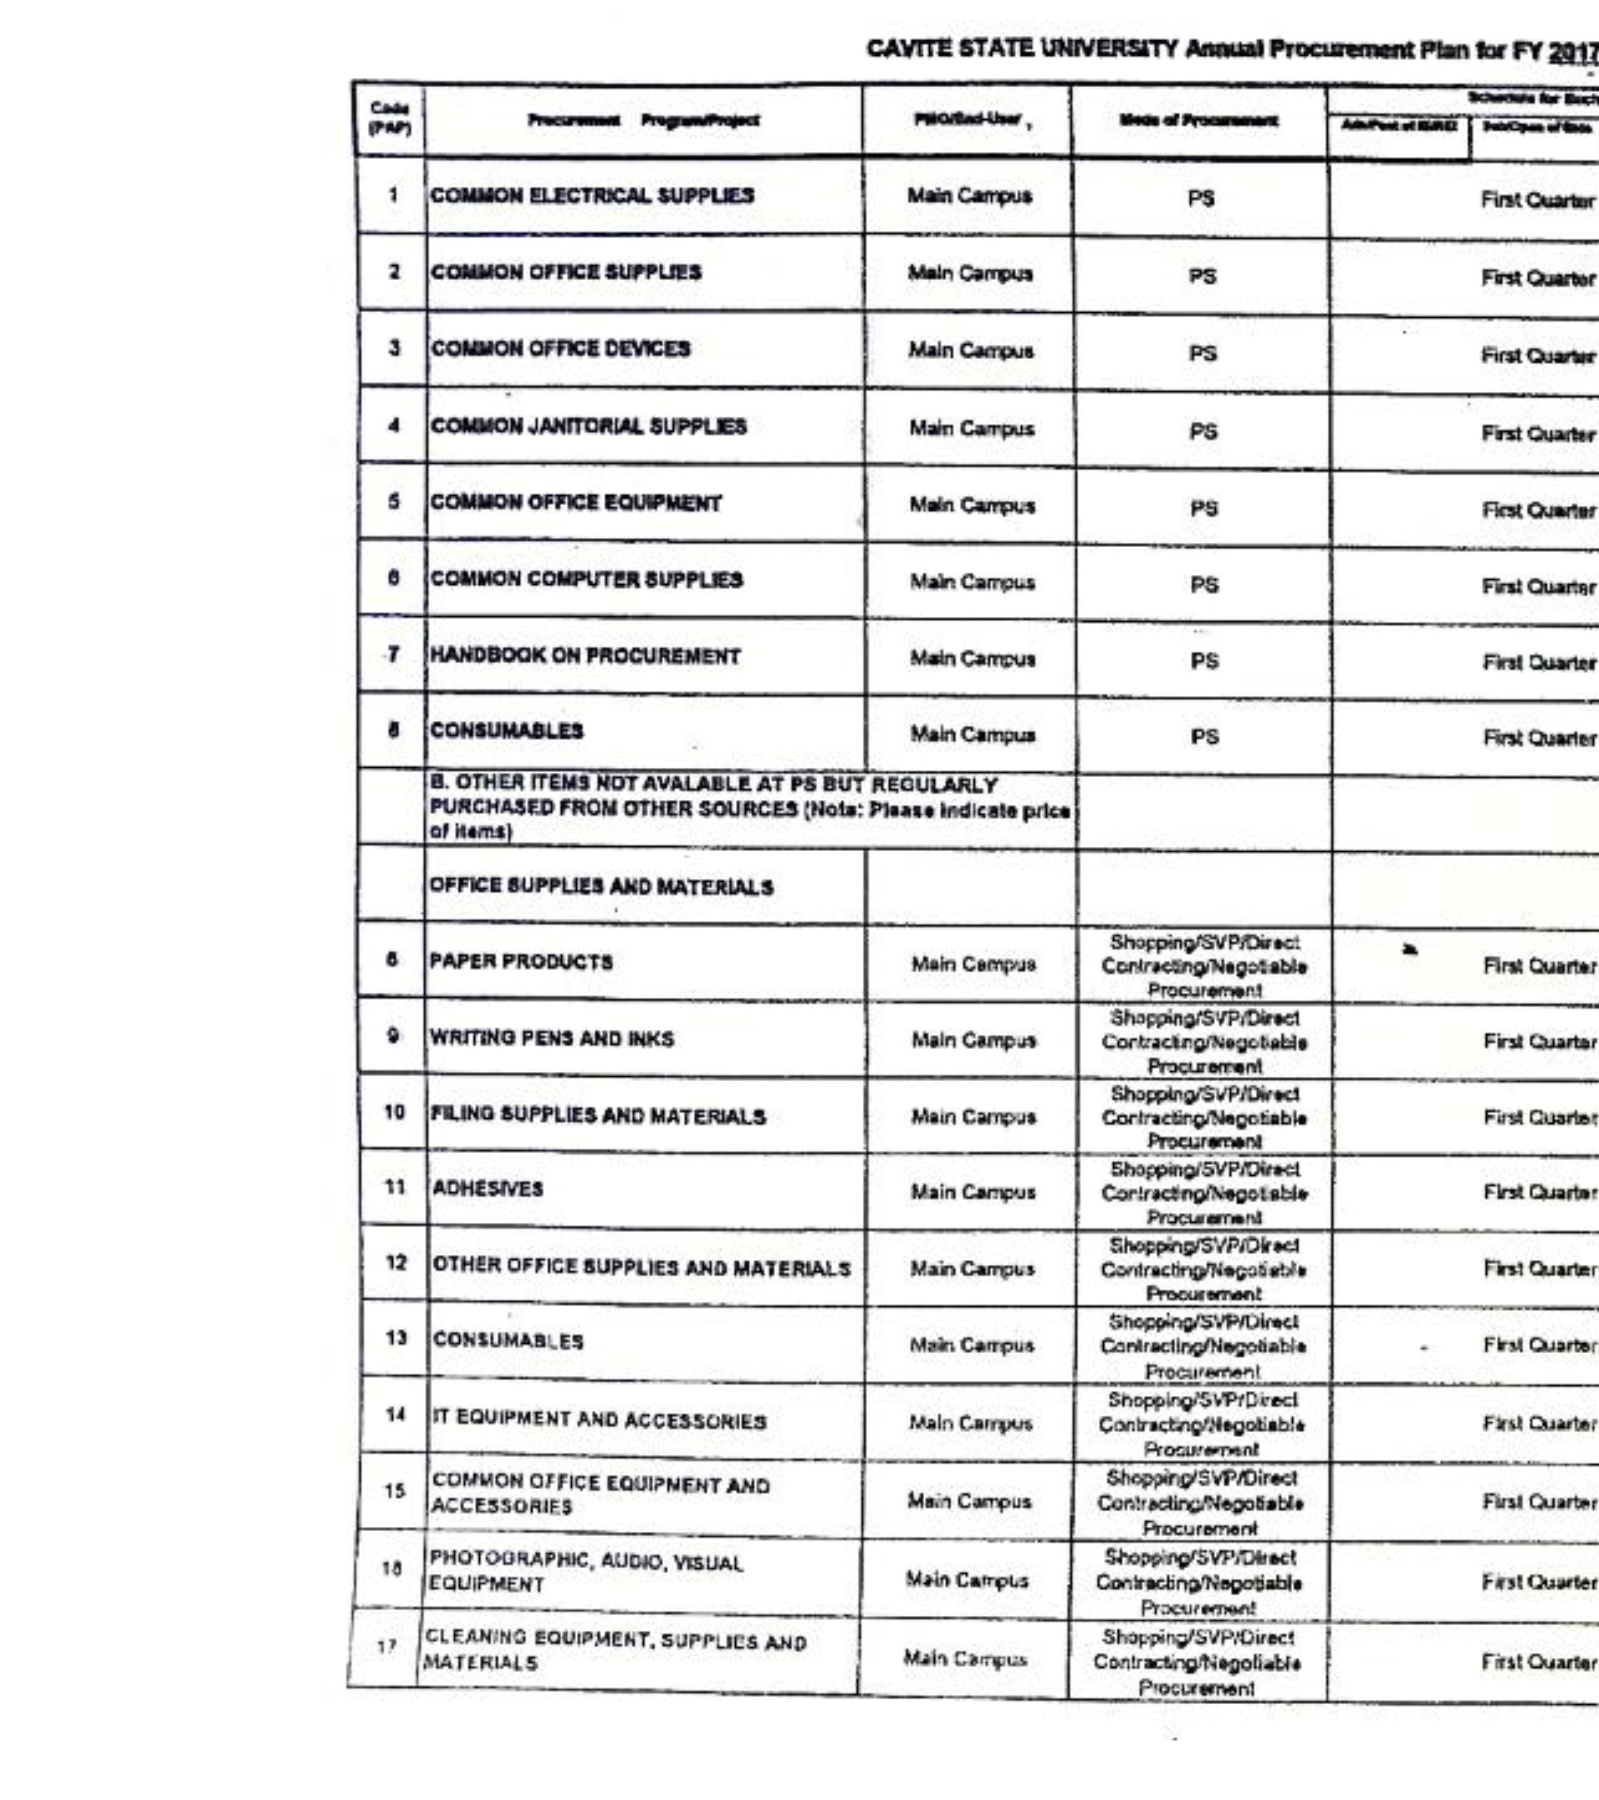 CAVITE STATE UNIVERSITY Annual Procurement Plan for FY 2017
Code
(PAP)
Procurement Program/Project
PMO/End-User
Mode of Procurement
Schedule for Each
1 COMMON ELECTRICAL SUPPLIES Main Campus PS First Quarter
2 COMMON OFFICE SUPPLIES Main Campus PS First Quarter
3 COMMON OFFICE DEVICES Main Campus PS First Quarter
4 COMMON JANITORIAL SUPPLIES Main Campus PS First Quarter
5 COMMON OFFICE EQUIPMENT Main Campus PS First Quarter
6 COMMON COMPUTER SUPPLIES Main Campus PS First Quarter
7 HANDBOOK ON PROCUREMENT Main Campus PS First Quarter
8 CONSUMABLES Main Campus PS First Quarter
B. OTHER ITEMS NOT AVALABLE AT PS BUT REGULARLY
PURCHASED FROM OTHER SOURCES (Note: Please indicate price
of items)
OFFICE SUPPLIES AND MATERIALS
Shopping/SVP/Direct
8 PAPER PRODUCTS Main Campus Contracting/Negotiable First Quarter
Procurement
Shopping/SVP/Direct
9 WRITING PENS AND INKS Main Campus Contracting/Negotiable First Quarter
Procurement
Shopping/SVP/Direct
10 FILING SUPPLIES AND MATERIALS Main Campus Contracting/Negotiable First Quarter
Procurement
Shopping/SVP/Direct
11 ADHESIVES Main Campus Contracting/Negotiable First Quarter
Procurement
Shopping/SVP/Direct
12 OTHER OFFICE SUPPLIES AND MATERIALS Main Campus Contracting/Negotiable First Quarter
Procurement
Shopping/SVP/Direct
13 CONSUMABLES Main Campus Contracting/Negotiable First Quarter
Procurement
Shopping/SVP/Direct
14 IT EQUIPMENT AND ACCESSORIES Main Campus Contracting/Negotiable First Quarter
Procurement
COMMON OFFICE EQUIPMENT AND Shopping/SVP/Direct
15 ACCESSORIES Main Campus Contracting/Negotiable First Quarter
Procurement
PHOTOGRAPHIC, AUDIO, VISUAL Shopping/SVP/Direct
16 EQUIPMENT Main Campus Contracting/Negotiable First Quarter
Procurement
CLEANING EQUIPMENT, SUPPLIES AND Shopping/SVP/Direct
17 MATERIALS Main Campus Contracting/Negotiable First Quarter
Procurement